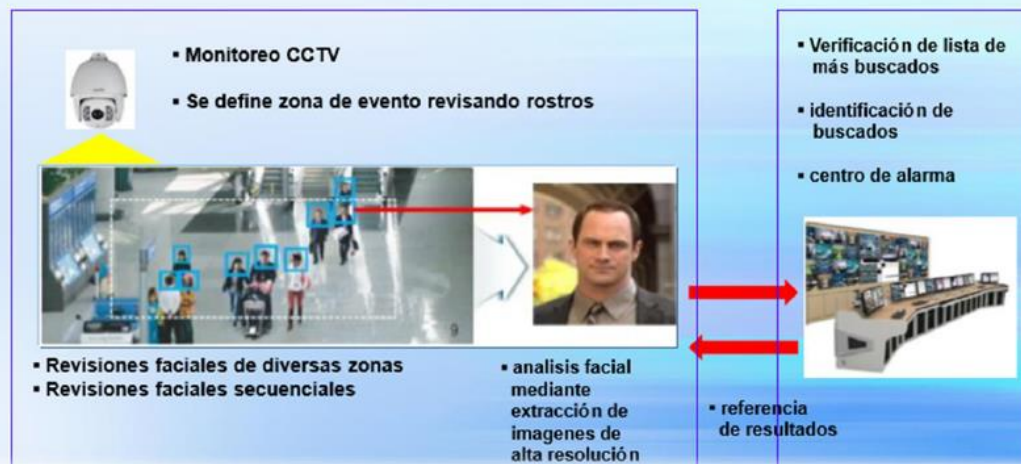 ▪ Monitoreo CCTV
▪ Se define zona de evento revisando rostros
9
▪ Revisiones faciales de diversas zonas
▪ Revisiones faciales secuenciales
▪ analisis facial
mediante
extracción de
imagenes de
alta resolución
▪ Verificación de lista de
más buscados
▪ identificación de
buscados
▪ centro de alarma
▪ referencia
de resultados